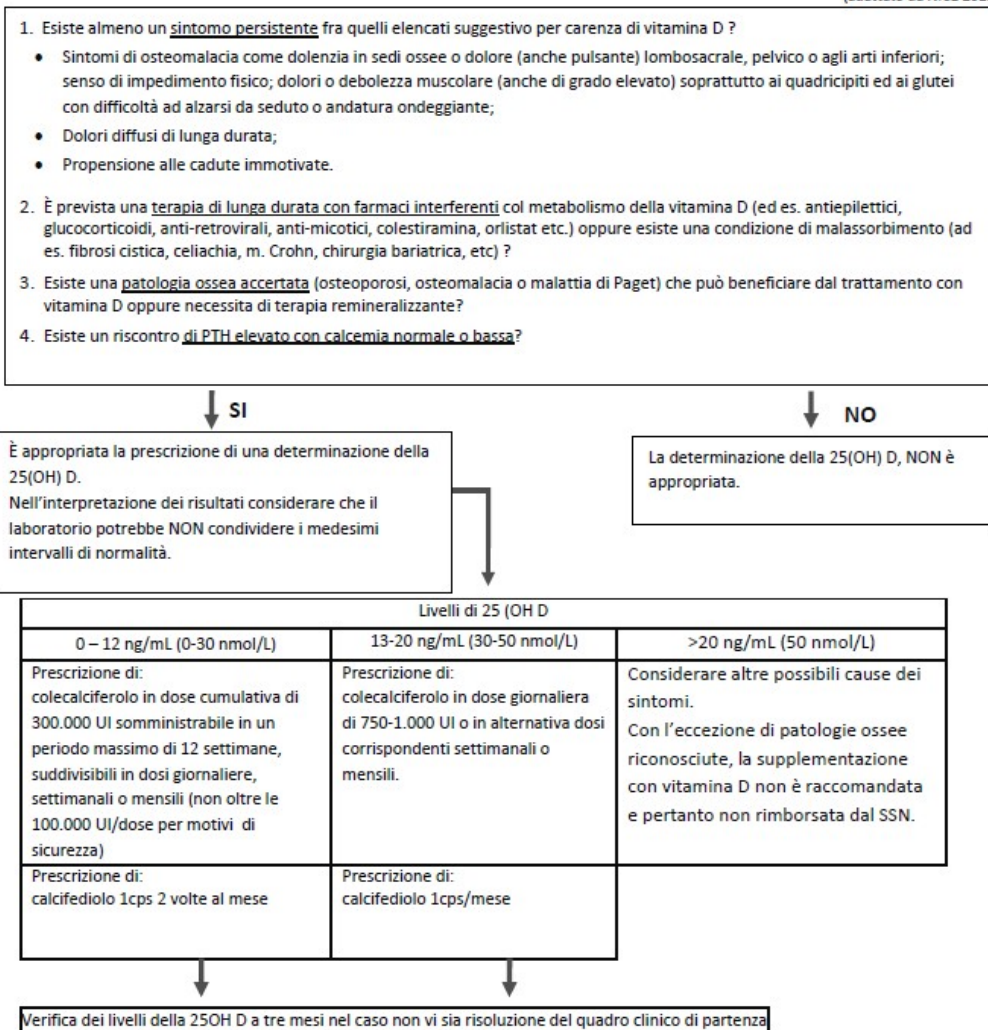 1. Esiste almeno un sintomo persistente fra quelli elencati suggestivo per carenza di vitamina D ?
• Sintomi di osteomalacia come dolenzia in sedi ossee o dolore (anche pulsante) lombosacrale, pelvico o agli arti inferiori;
senso di impedimento fisico; dolori o debolezza muscolare (anche di grado elevato) soprattutto ai quadricipiti ed ai glutei
con difficoltà ad alzarsi da seduto o andatura ondeggiante;
• Dolori diffusi di lunga durata;
• Propensione alle cadute immotivate.
2. È prevista una terapia di lunga durata con farmaci interferenti col metabolismo della vitamina D (ed es. antiepilettici,
glucocorticoidi, anti-retrovirali, anti-micotici, colestiramina, orlistat etc.) oppure esiste una condizione di malassorbimento (ad
es. fibrosi cistica, celiachia, m. Crohn, chirurgia bariatrica, etc) ?
3. Esiste una patologia ossea accertata (osteoporosi, osteomalacia o malattia di Paget) che può beneficiare dal trattamento con
vitamina D oppure necessita di terapia remineralizzante?
4. Esiste un riscontro di PTH elevato con calcemia normale o bassa?
SI
NO
È appropriata la prescrizione di una determinazione della
25(OH) D.
Nell'interpretazione dei risultati considerare che il
laboratorio potrebbe NON condividere i medesimi
intervalli di normalità.
La determinazione della 25(OH) D, NON è
appropriata.
Livelli di 25 (OH D
0 – 12 ng/mL (0-30 nmol/L)
13-20 ng/mL (30-50 nmol/L)
>20 ng/mL (50 nmol/L)
Prescrizione di:
colecalciferolo in dose cumulativa di
300.000 UI somministrabile in un
periodo massimo di 12 settimane,
suddivisibili in dosi giornaliere,
settimanali o mensili (non oltre le
100.000 UI/dose per motivi di
sicurezza)
Prescrizione di:
colecalciferolo in dose giornaliera
di 750-1.000 UI o in alternativa dosi
corrispondenti settimanali o
mensili.
Considerare altre possibili cause dei
sintomi.
Con l'eccezione di patologie ossee
riconosciute, la supplementazione
con vitamina D non è raccomandata
e pertanto non rimborsata dal SSN.
Prescrizione di:
calcifediolo 1cps 2 volte al mese
Prescrizione di:
calcifediolo 1cps/mese
Verifica dei livelli della 25OH D a tre mesi nel caso non vi sia risoluzione del quadro clinico di partenza